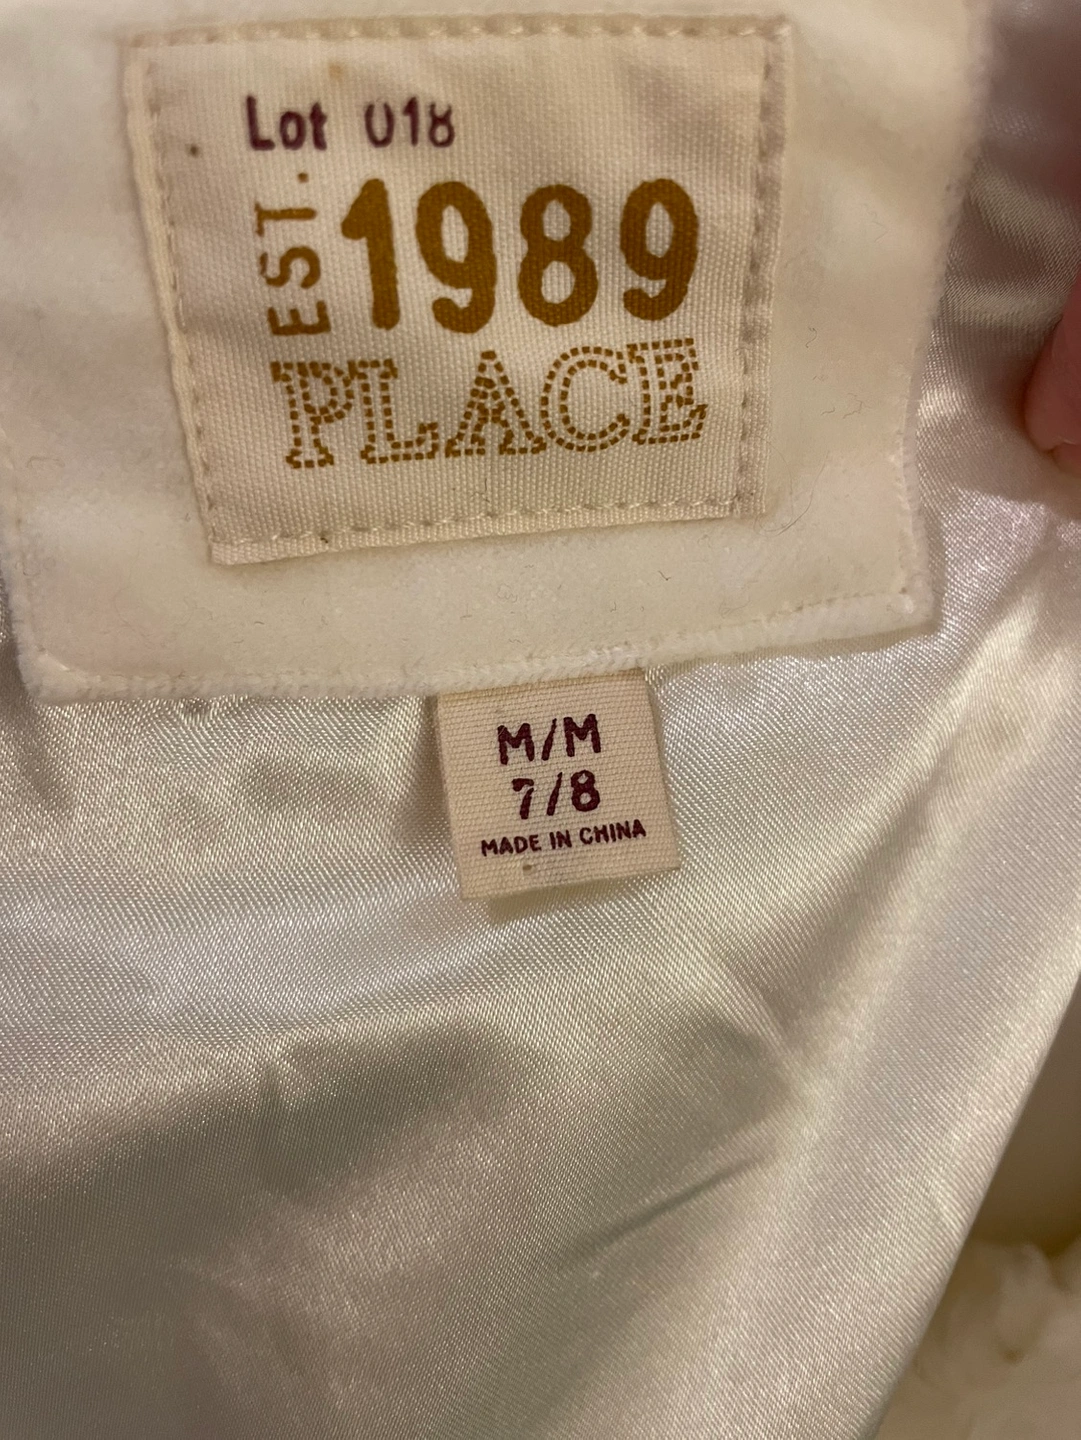 Lot 018
EST. 1989
PLACE
M/M
7/8
MADE IN CHINA